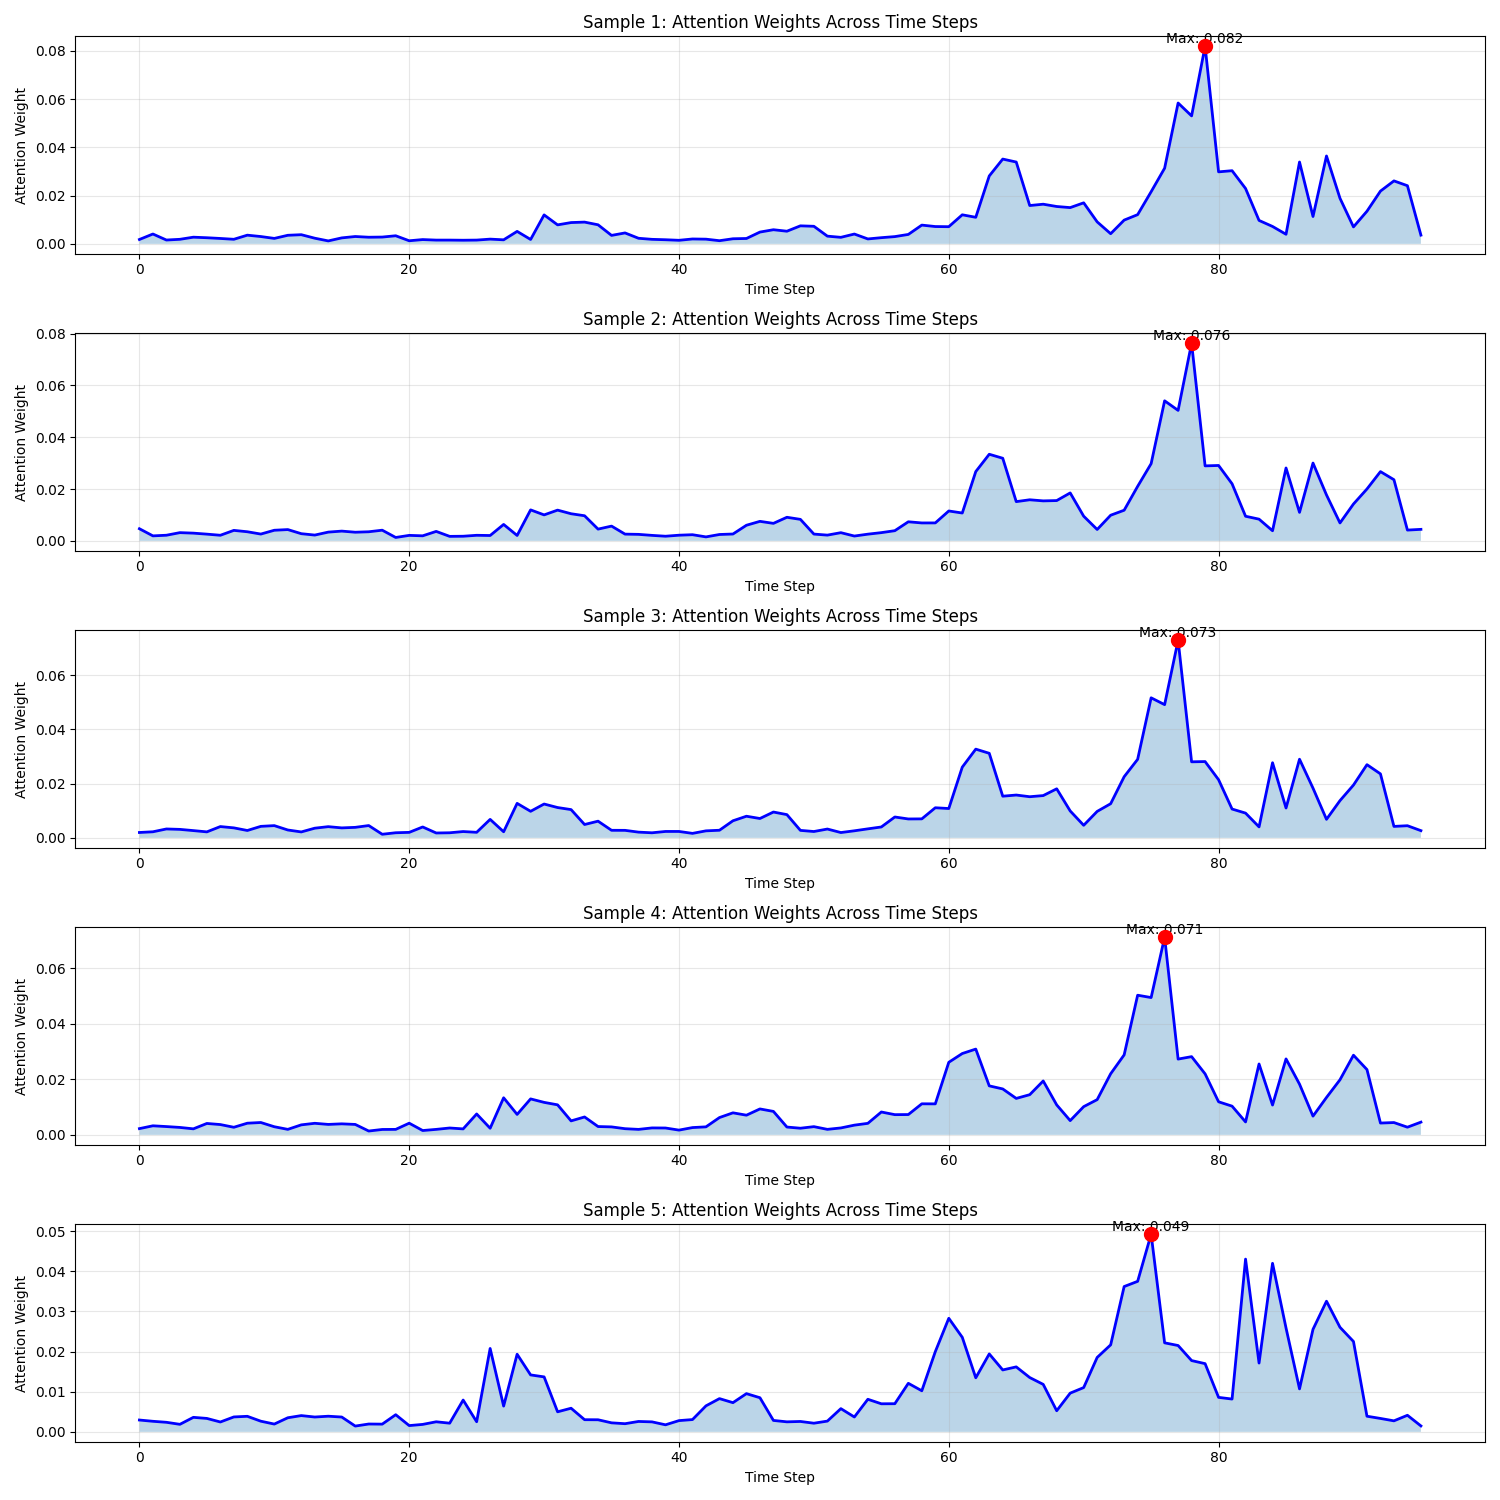 Sample 1: Attention Weights Across Time Steps
Max: 0.082
0.08
0.06
0.04
0.02
0.00
Attention Weight
0 20 40 60 80
Time Step
Sample 2: Attention Weights Across Time Steps
Max: 0.076
0.08
0.06
0.04
0.02
0.00
Attention Weight
0 20 40 60 80
Time Step
Sample 3: Attention Weights Across Time Steps
Max: 0.073
0.06
0.04
0.02
0.00
Attention Weight
0 20 40 60 80
Time Step
Sample 4: Attention Weights Across Time Steps
Max: 0.071
0.06
0.04
0.02
0.00
Attention Weight
0 20 40 60 80
Time Step
Sample 5: Attention Weights Across Time Steps
Max: 0.049
0.05
0.04
0.03
0.02
0.01
0.00
Attention Weight
0 20 40 60 80
Time Step